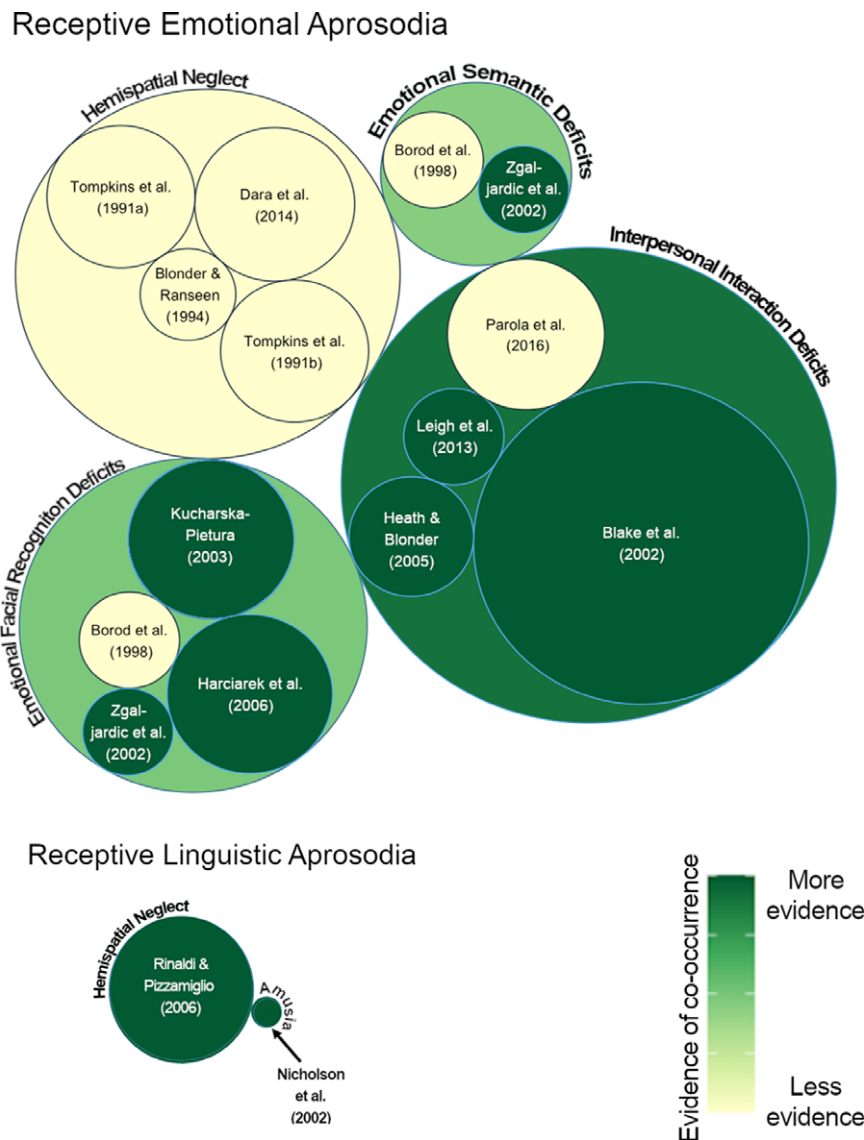 Receptive Emotional Aprosodia
Hemispatial Neglect
Tompkins et al.
(1991a)
Dara et al.
(2014)
Blonder &
Ranseen
(1994)
Tompkins et al.
(1991b)
Emotional Semantic Deficits
Borod et al.
(1998)
Zgal-
jardic et al.
(2002)
Interpersonal Interaction Deficits
Parola et al.
(2016)
Leigh et al.
(2013)
Heath &
Blonder
(2005)
Blake et al.
(2002)
Emotional Facial Recogniton Deficits
Kucharska-
Pietura
(2003)
Borod et al.
(1998)
Harciarek et al.
(2006)
Zgal-
jardic et al.
(2002)
Receptive Linguistic Aprosodia
Hemispatial Neglect
Rinaldi &
Pizzamiglio
(2006)
Amusia
Nicholson
et al.
(2002)
Evidence of co-occurrence
More
evidence
Less
evidence